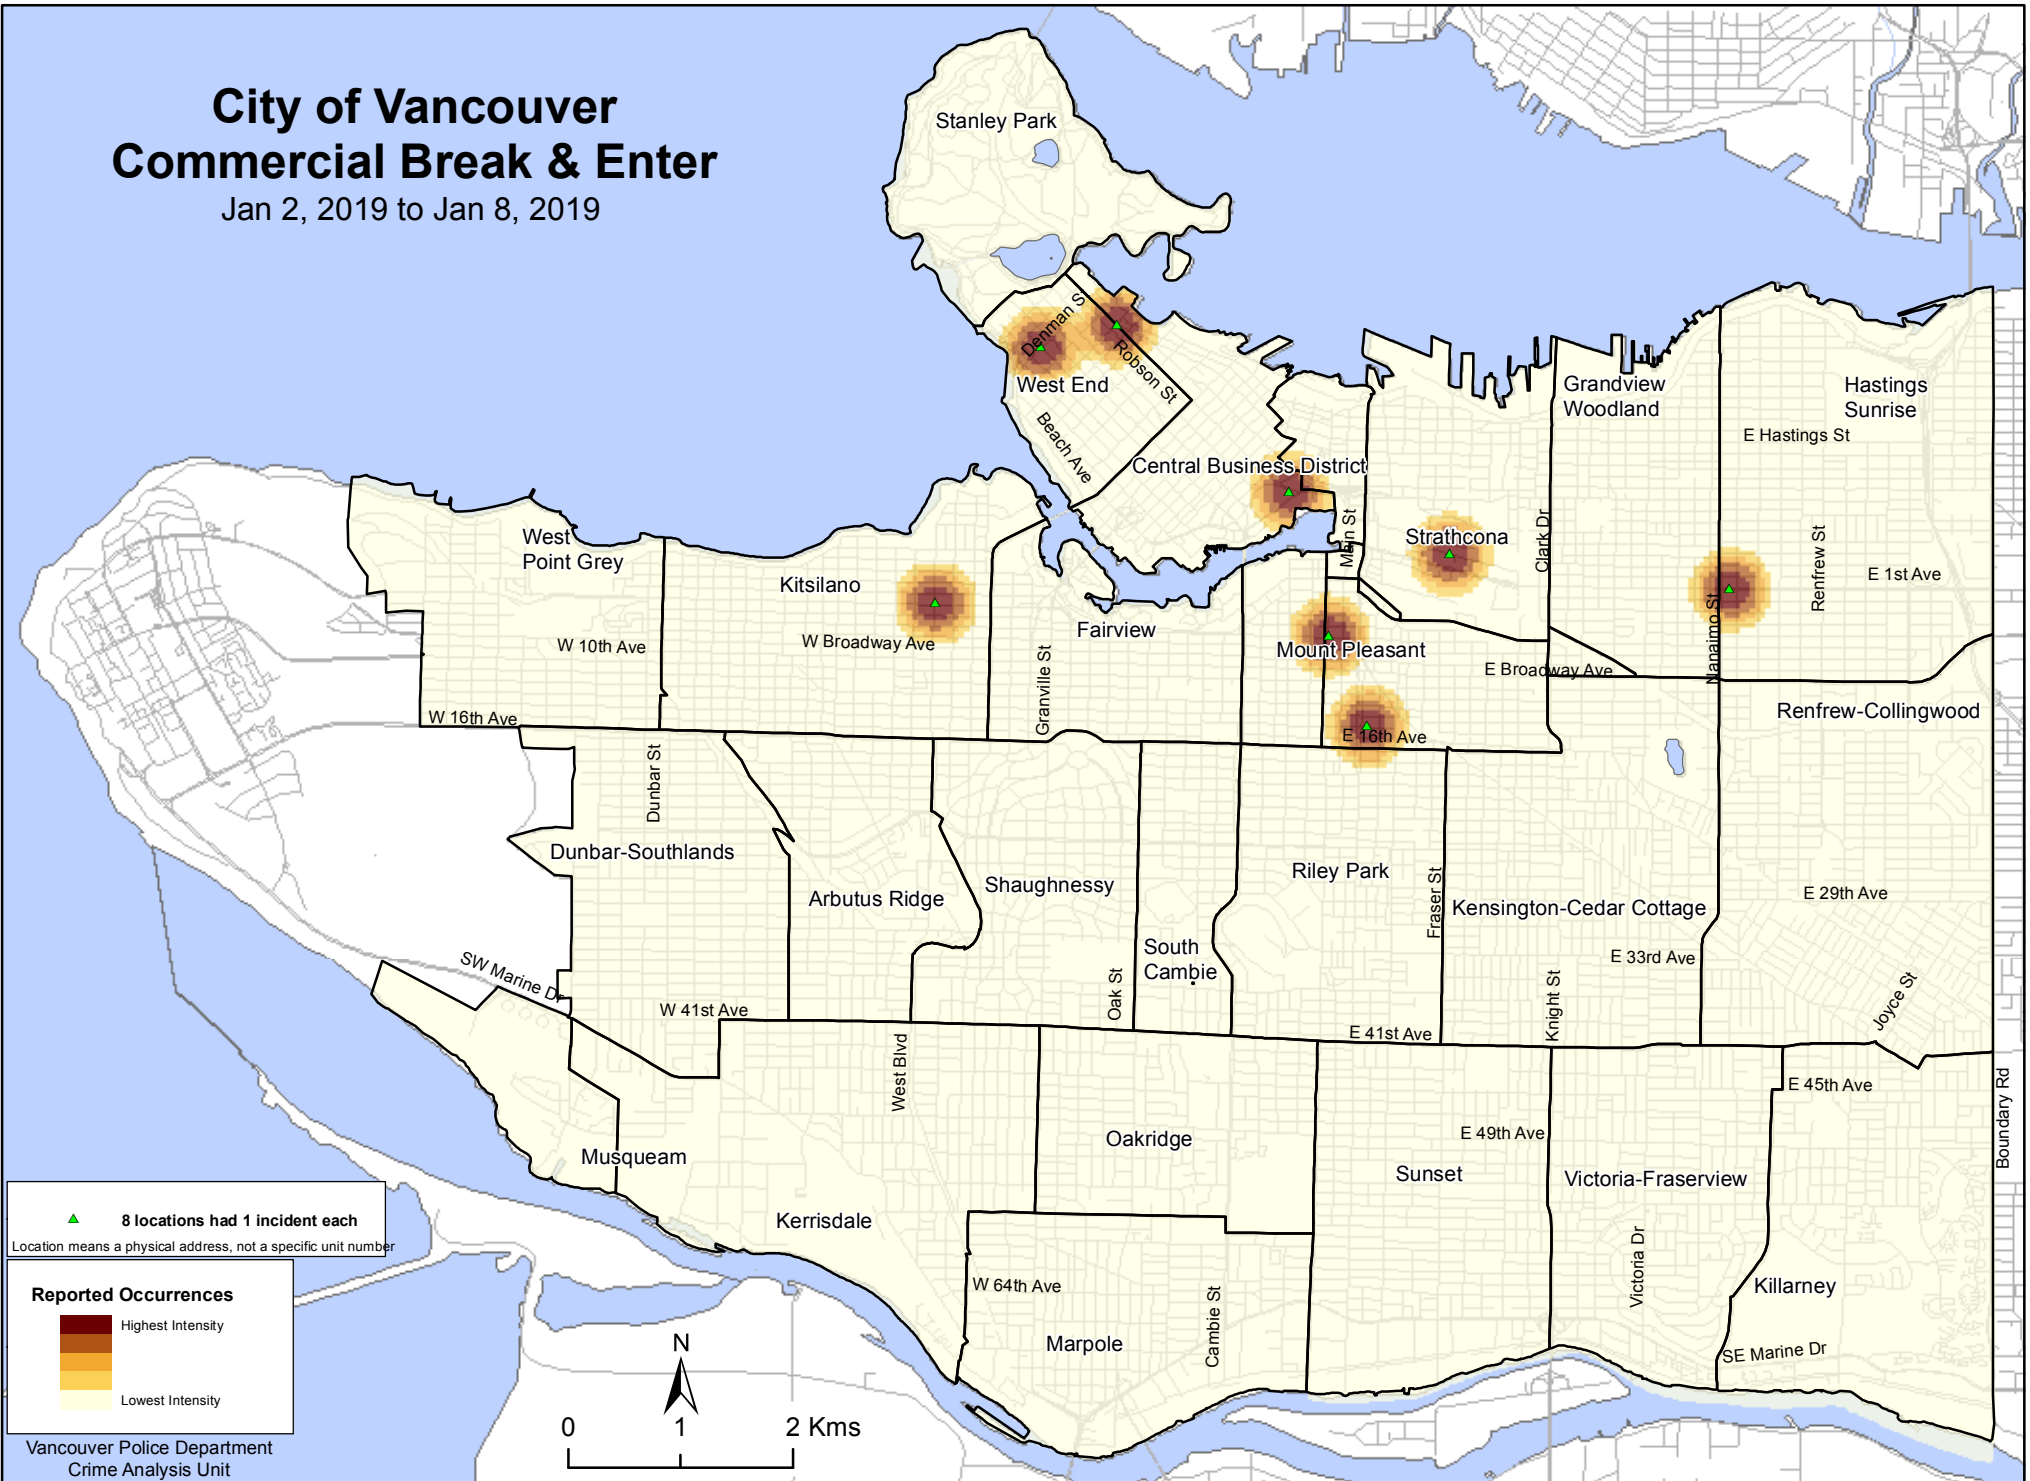 City of Vancouver
Commercial Break & Enter
Jan 2, 2019 to Jan 8, 2019
Stanley Park
Denman S
Robson St
West End
Beach Ave
Central Business District
Grandview
Woodland
Hastings
Sunrise
E Hastings St
Main St
Strathcona
Clark Dr
Nanaimo St
Renfrew St
E 1st Ave
West
Point Grey
Kitsilano
W 10th Ave
W Broadway Ave
Fairview
Granville St
Mount Pleasant
E Broadway Ave
W 16th Ave
E 16th Ave
Renfrew-Collingwood
Dunbar St
Dunbar-Southlands
Arbutus Ridge
Shaughnessy
South
Cambie
Oak St
Riley Park
Fraser St
Kensington-Cedar Cottage
E 29th Ave
E 33rd Ave
Knight St
Joyce St
SW Marine Dr
W 41st Ave
E 41st Ave
West Blvd
E 45th Ave
Boundary Rd
Musqueam
Oakridge
E 49th Ave
Sunset
Victoria-Fraserview
Kerrisdale
Victoria Dr
Killarney
W 64th Ave
Cambie St
Marpole
SE Marine Dr
8 locations had 1 incident each
Location means a physical address, not a specific unit number
Reported Occurrences
Highest Intensity
Lowest Intensity
Vancouver Police Department
Crime Analysis Unit
N
0 1 2 Kms